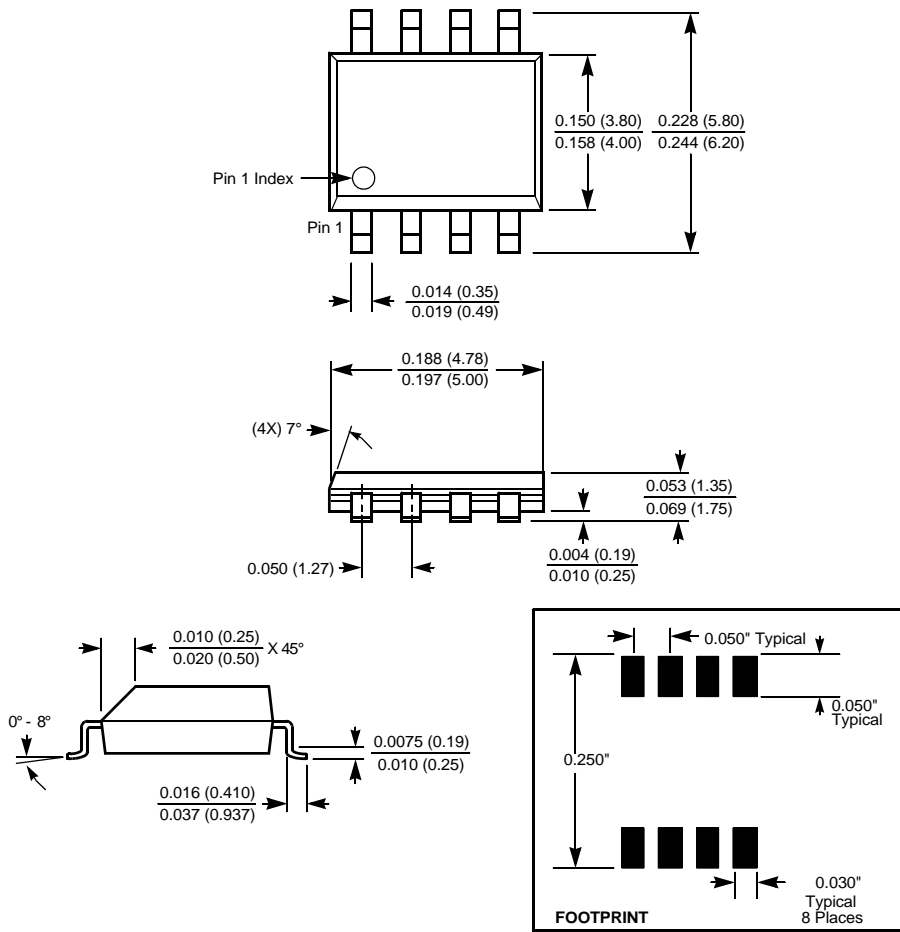 0.150 (3.80)
0.158 (4.00)
0.228 (5.80)
0.244 (6.20)
Pin 1 Index
Pin 1
0.014 (0.35)
0.019 (0.49)
0.188 (4.78)
0.197 (5.00)
(4X) 7°
0.053 (1.35)
0.069 (1.75)
0.004 (0.19)
0.010 (0.25)
0.050 (1.27)
0.010 (0.25)
0.020 (0.50)
X 45°
0° - 8°
0.0075 (0.19)
0.010 (0.25)
0.016 (0.410)
0.037 (0.937)
0.050" Typical
0.050"
Typical
0.250"
0.030"
Typical
8 Places
FOOTPRINT